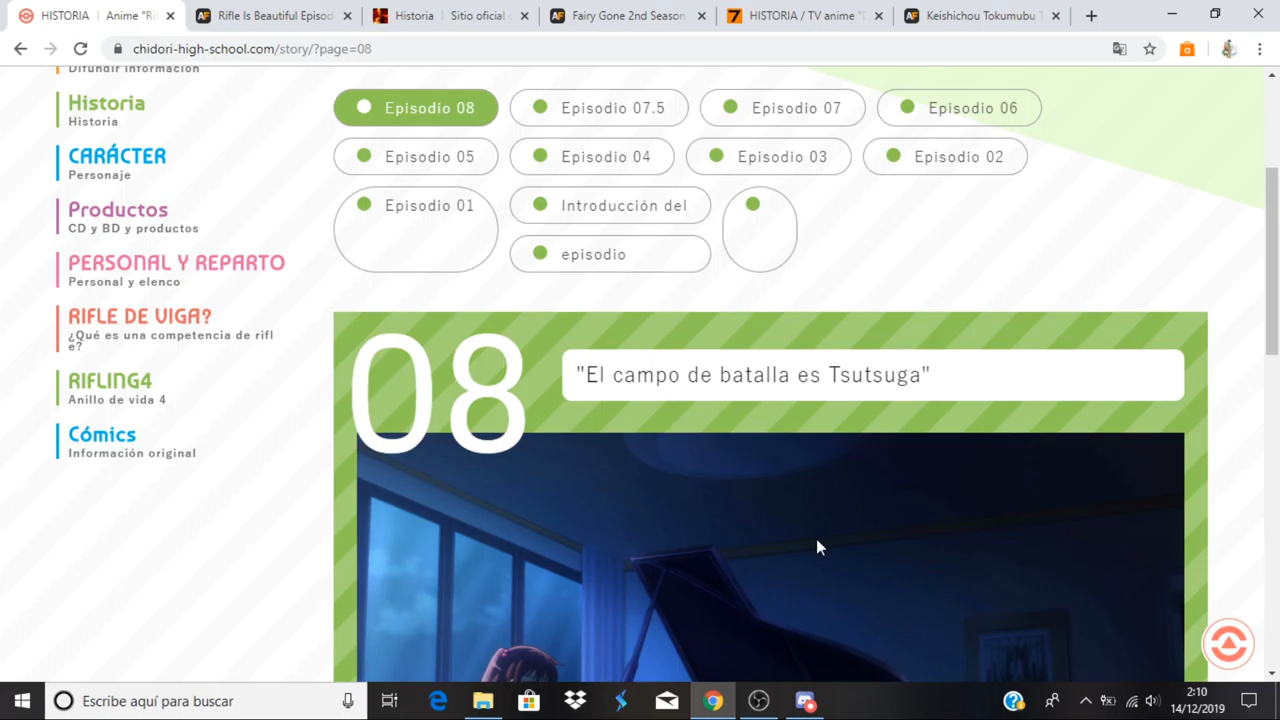 HISTORIA | Anime "Ri
Rifle Is Beautiful Episod
Historia | Sitio oficial
Fairy Gone 2nd Season
HISTORIA / TV anime "D
Keishichou Tokumubu T
chidori-high-school.com/story/?page=08
Difundir información
Historia
Historia
CARÁCTER
Personaje
Productos
CD y BD y productos
PERSONAL Y REPARTO
Personal y elenco
RIFLE DE VIGA?
¿Qué es una competencia de rifl
e?
RIFLING4
Anillo de vida 4
Cómics
Información original
Episodio 08
Episodio 07.5
Episodio 07
Episodio 06
Episodio 05
Episodio 04
Episodio 03
Episodio 02
Episodio 01
Introducción del
episodio
08
"El campo de batalla es Tsutsuga"
Escribe aquí para buscar
2:10
14/12/2019